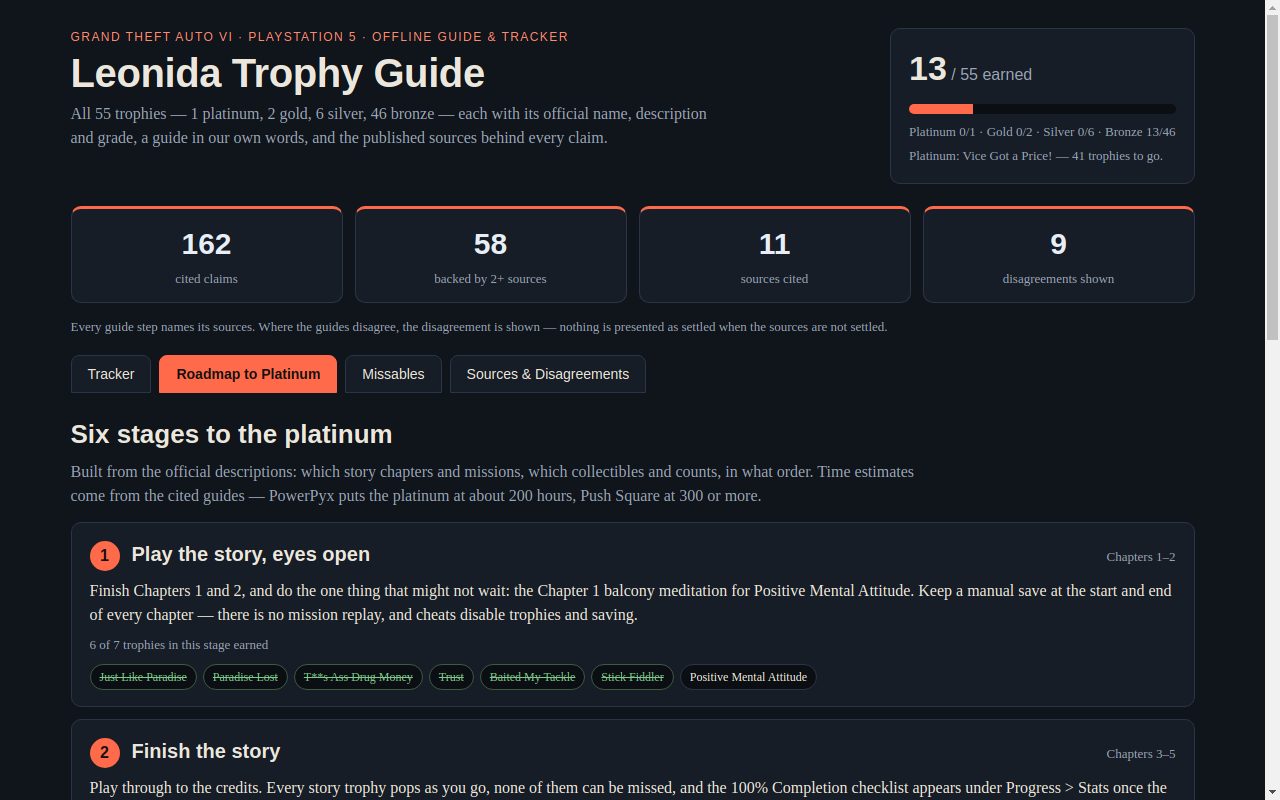 GRAND THEFT AUTO VI · PLAYSTATION 5 · OFFLINE GUIDE & TRACKER
Leonida Trophy Guide
All 55 trophies — 1 platinum, 2 gold, 6 silver, 46 bronze — each with its official name, description
and grade, a guide in our own words, and the published sources behind every claim.
13 / 55 earned
Platinum 0/1 · Gold 0/2 · Silver 0/6 · Bronze 13/46
Platinum: Vice Got a Price! — 41 trophies to go.
162
cited claims
58
backed by 2+ sources
11
sources cited
9
disagreements shown
Every guide step names its sources. Where the guides disagree, the disagreement is shown — nothing is presented as settled when the sources are not settled.
Tracker
Roadmap to Platinum
Missables
Sources & Disagreements
Six stages to the platinum
Built from the official descriptions: which story chapters and missions, which collectibles and counts, in what order. Time estimates
come from the cited guides — PowerPyx puts the platinum at about 200 hours, Push Square at 300 or more.
1 Play the story, eyes open
Chapters 1–2
Finish Chapters 1 and 2, and do the one thing that might not wait: the Chapter 1 balcony meditation for Positive Mental Attitude. Keep a manual save at the start and end
of every chapter — there is no mission replay, and cheats disable trophies and saving.
6 of 7 trophies in this stage earned
Just Like Paradise
Paradise Lost
T**s Ass Drug Money
Trust
Baited My Tackle
Stick Fiddler
Positive Mental Attitude
2 Finish the story
Chapters 3–5
Play through to the credits. Every story trophy pops as you go, none of them can be missed, and the 100% Completion checklist appears under Progress > Stats once the